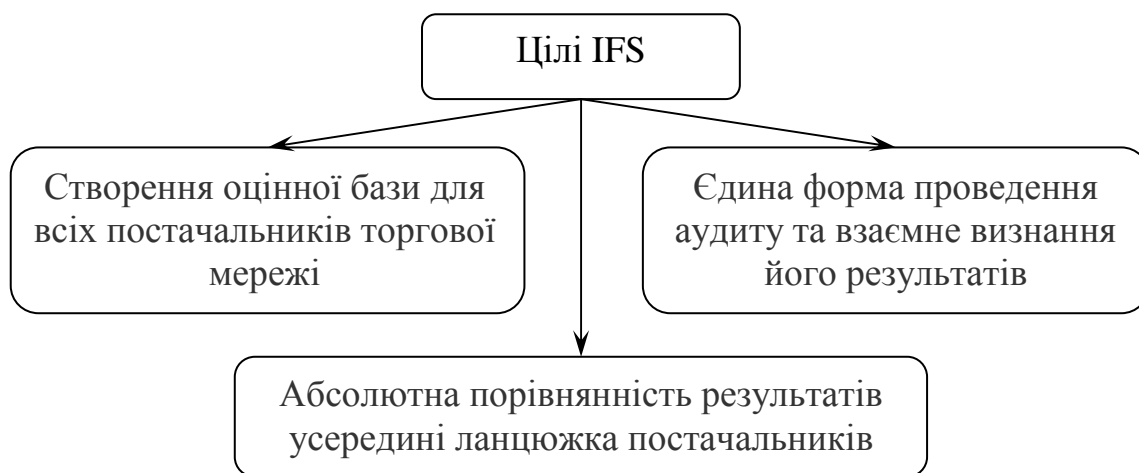 Цілі IFS
Створення оцінної бази для
всіх постачальників торгової
мережі
Єдина форма проведення
аудиту та взаємне визнання
його результатів
Абсолютна порівнянність результатів
усередині ланцюжка постачальників